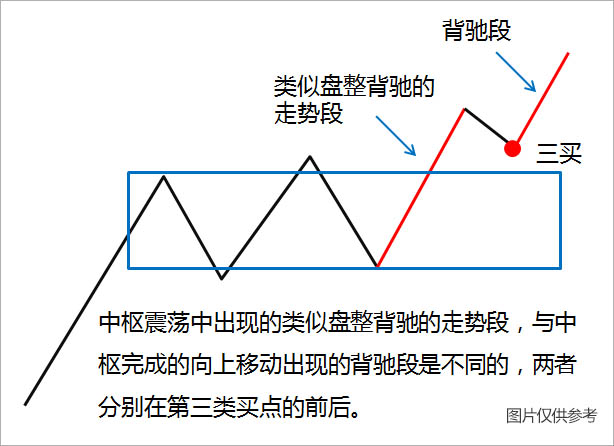 背驰段
类似盘整背驰的
走势段
三买
中枢震荡中出现的类似盘整背驰的走势段，与中
枢完成的向上移动出现的背驰段是不同的，两者
分别在第三类买点的前后。
图片仅供参考